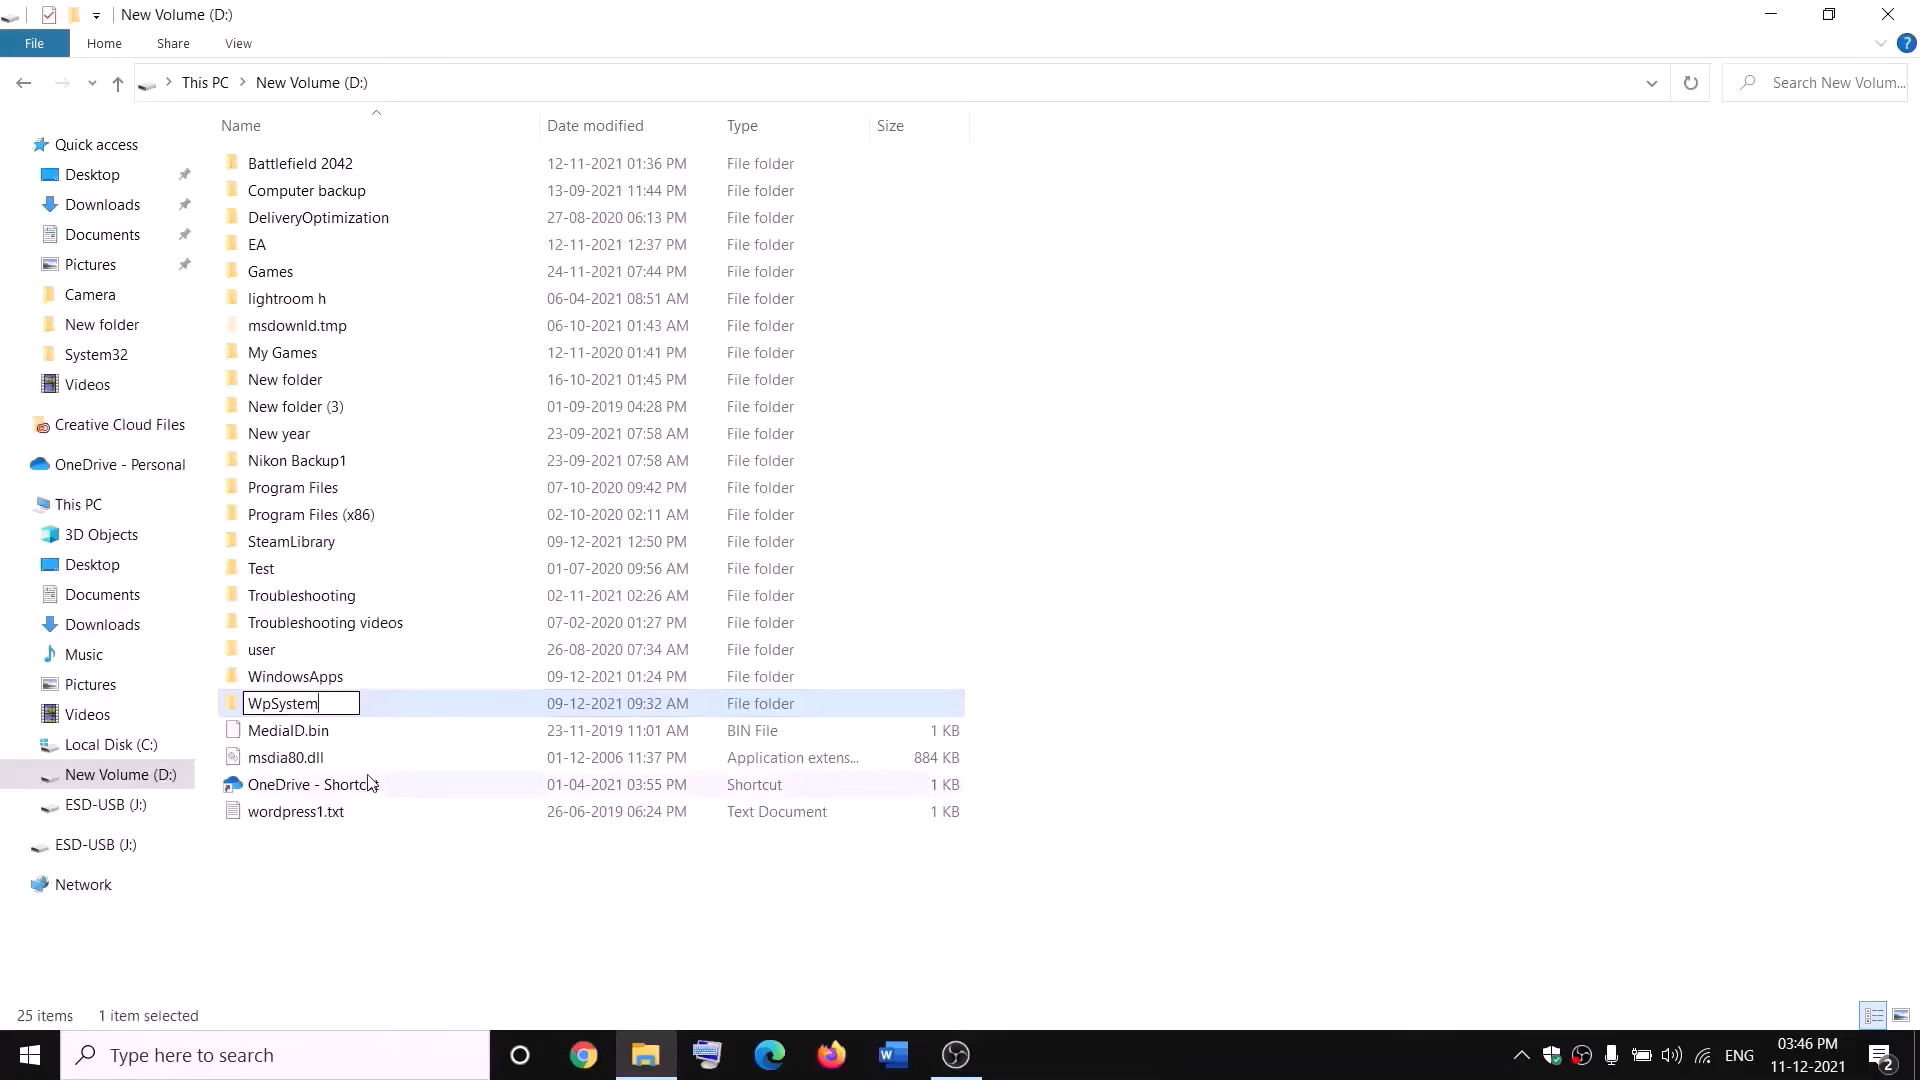 New Volume (D:)
File Home Share View
This PC New Volume (D:) Search New Volum...
Name Date modified Type Size
Quick access
Desktop
Downloads
Documents
Pictures
Camera
New folder
System32
Videos
Creative Cloud Files
OneDrive - Personal
This PC
3D Objects
Desktop
Documents
Downloads
Music
Pictures
Videos
Local Disk (C:)
New Volume (D:)
ESD-USB (J:)
ESD-USB (J:)
Network
Battlefield 2042 12-11-2021 01:36 PM File folder
Computer backup 13-09-2021 11:44 PM File folder
DeliveryOptimization 27-08-2020 06:13 PM File folder
EA 12-11-2021 12:37 PM File folder
Games 24-11-2021 07:44 PM File folder
lightroom h 06-04-2021 08:51 AM File folder
msdownld.tmp 06-10-2021 01:43 AM File folder
My Games 12-11-2020 01:41 PM File folder
New folder 16-10-2021 01:45 PM File folder
New folder (3) 01-09-2019 04:28 PM File folder
New year 23-09-2021 07:58 AM File folder
Nikon Backup1 23-09-2021 07:58 AM File folder
Program Files 07-10-2020 09:42 PM File folder
Program Files (x86) 02-10-2020 02:11 AM File folder
SteamLibrary 09-12-2021 12:50 PM File folder
Test 01-07-2020 09:56 AM File folder
Troubleshooting 02-11-2021 02:26 AM File folder
Troubleshooting videos 07-02-2020 01:27 PM File folder
user 26-08-2020 07:34 AM File folder
WindowsApps 09-12-2021 01:24 PM File folder
WpSystem 09-12-2021 09:32 AM File folder
MediaID.bin 23-11-2019 11:01 AM BIN File 1 KB
msdia80.dll 01-12-2006 11:37 PM Application extens... 884 KB
OneDrive - Shortcut 01-04-2021 03:55 PM Shortcut 1 KB
wordpress1.txt 26-06-2019 06:24 PM Text Document 1 KB
25 items 1 item selected
Type here to search
ENG
03:46 PM
11-12-2021
2